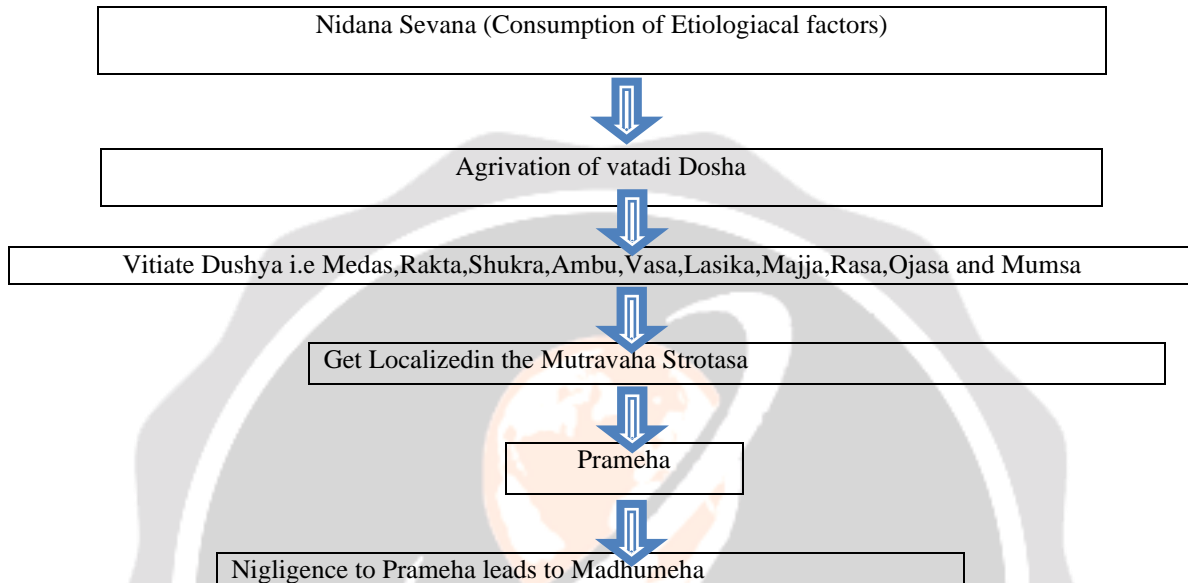 Nidana Sevana (Consumption of Etiologiacal factors)
Agrivation of vatadi Dosha
Vitiate Dushya i.e Medas,Rakta,Shukra,Ambu,Vasa,Lasika,Majja,Rasa,Ojasa and Mumsa
Get Localizedin the Mutravaha Strotasa
Prameha
Nigligence to Prameha leads to Madhumeha